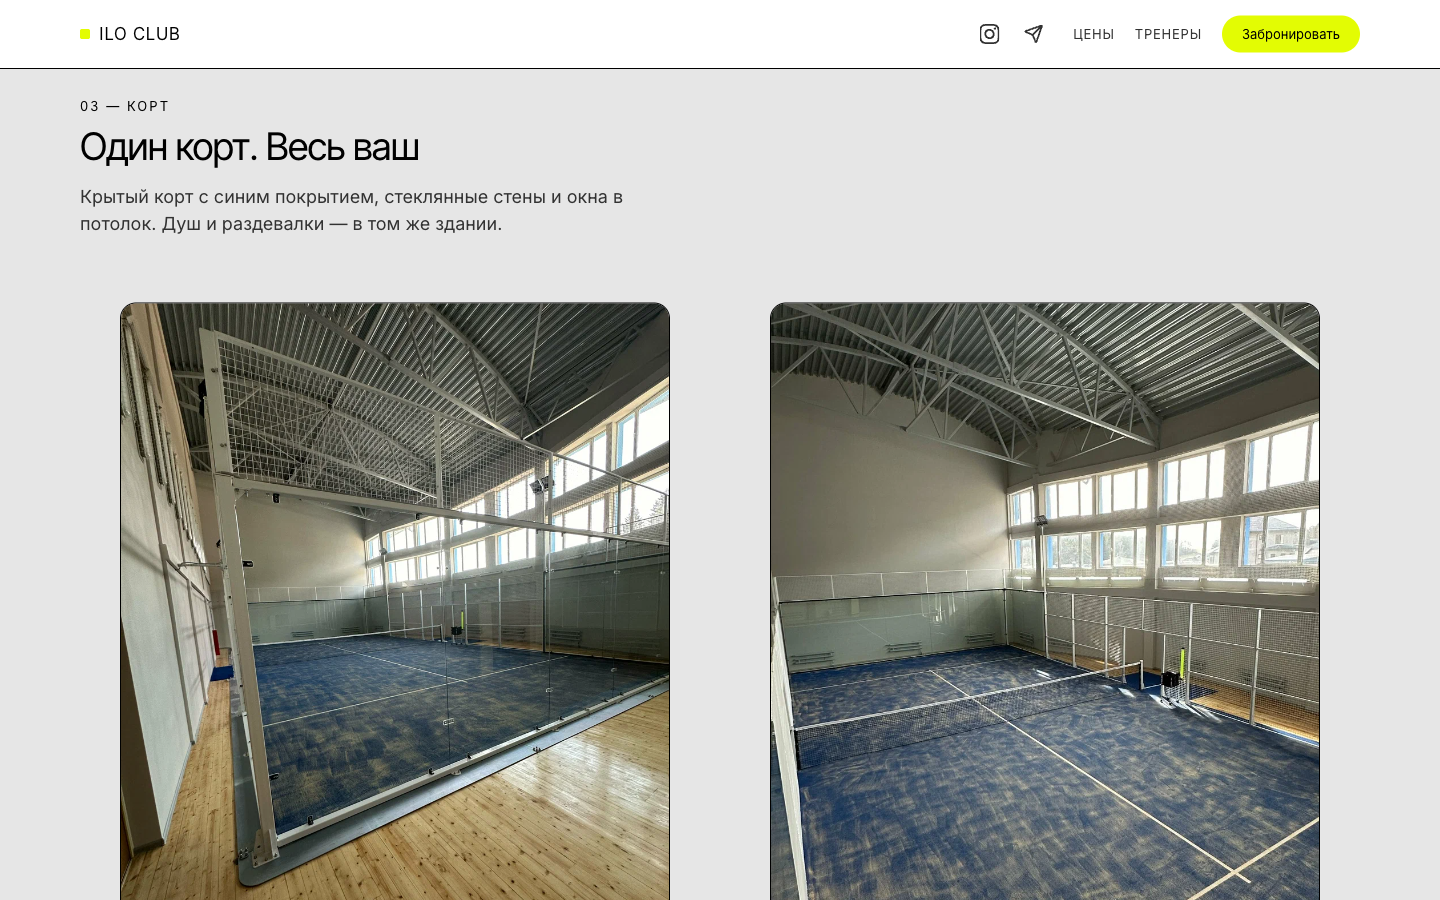 ILO CLUB
ЦЕНЫ
ТРЕНЕРЫ
Забронировать
03 — КОРТ
Один корт. Весь ваш
Крытый корт с синим покрытием, стеклянные стены и окна в
потолок. Душ и раздевалки — в том же здании.